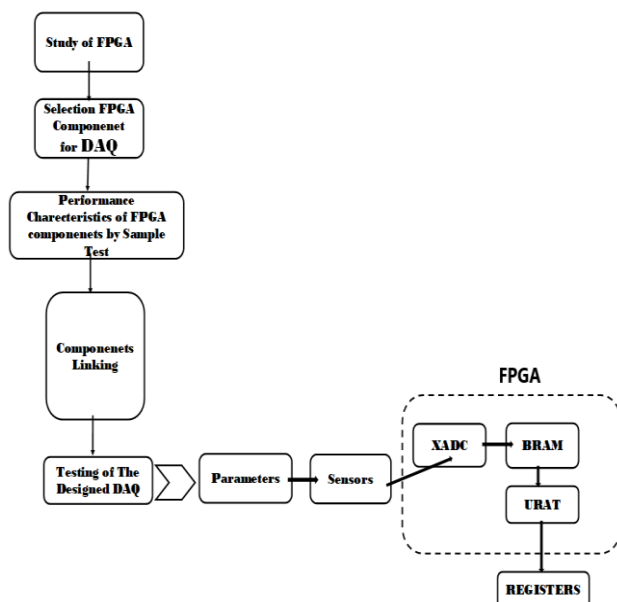 Study of FPGA
Selection FPGA
Componenet
for DAQ
Performance
Charecteristics of FPGA
componenets by Sample
Test
Componenets
Linking
Testing of The
Designed DAQ
Parameters
Sensors
FPGA
XADC
BRAM
URAT
REGISTERS